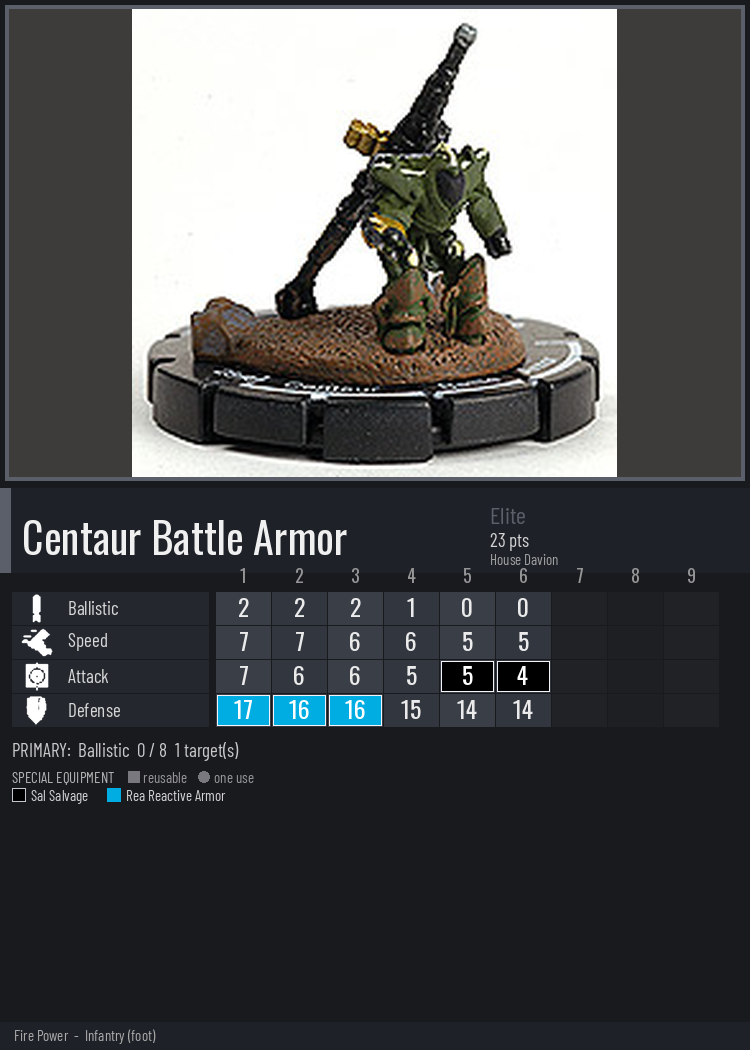 Centaur Battle Armor
Elite
23 pts
House Davion
1 2 3 4 5 6 7 8 9
Ballistic 2 2 2 1 0 0
Speed 7 7 6 6 5 5
Attack 7 6 6 5 5 4
Defense 17 16 16 15 14 14
PRIMARY: Ballistic 0 / 8 1 target(s)
SPECIAL EQUIPMENT reusable one use
Sal Salvage Rea Reactive Armor
Fire Power - Infantry (foot)